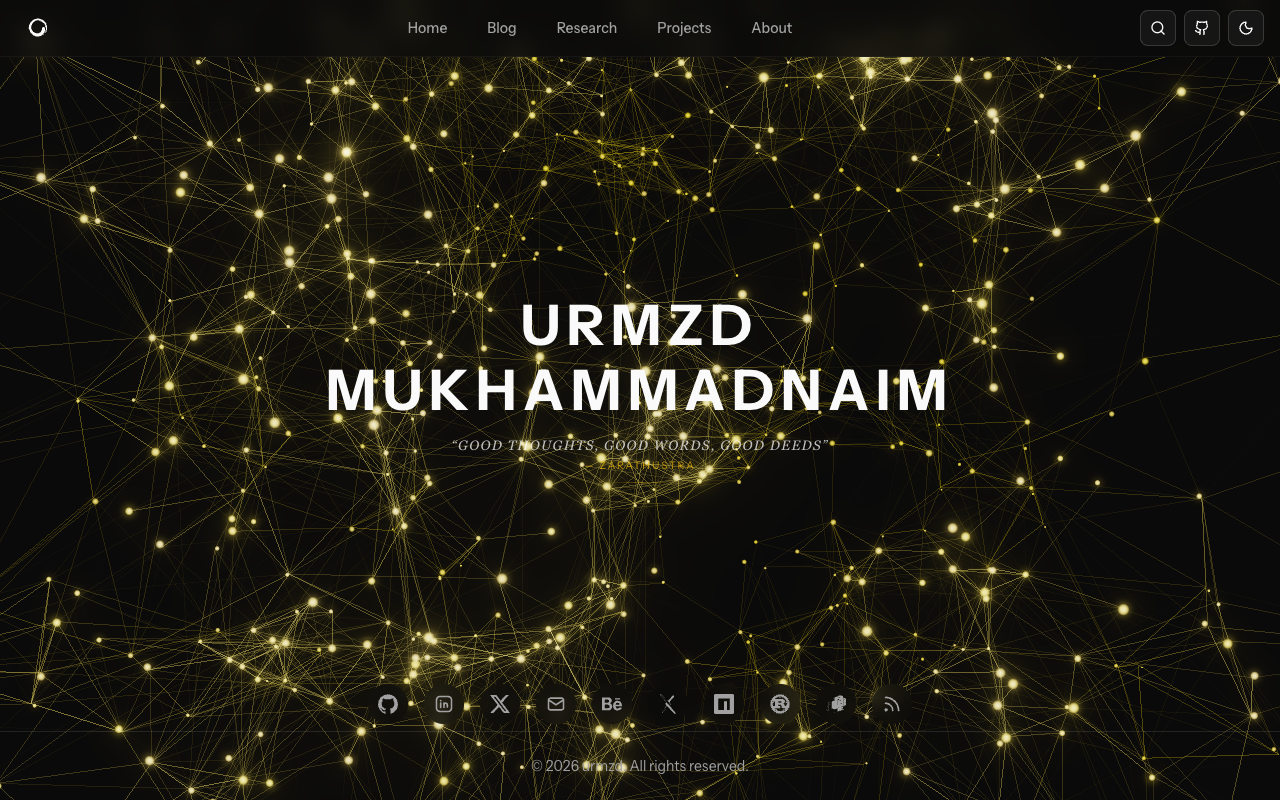 Home Blog Research Projects About
URMZD
MUKHAMMADNAIM
“GOOD THOUGHTS, GOOD WORDS, GOOD DEEDS”
ZARATHUSTRA
in
Bē
© 2026 urmzd. All rights reserved.